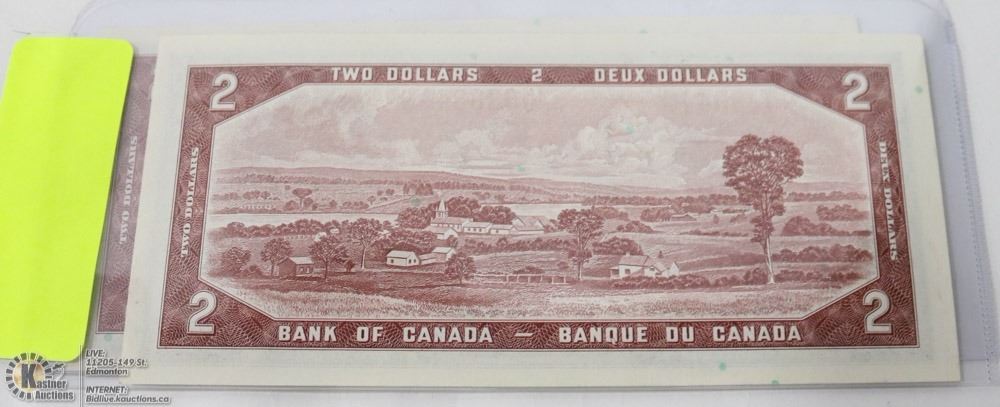 2 TWO DOLLARS 2 DEUX DOLLARS 2
TWO DOLLARS
TWO DOLLARS
DEUX DOLLARS
2 2
BANK OF CANADA — BANQUE DU CANADA
K
Kastner
Auctions
LIVE:
11205-149 St.
Edmonton
INTERNET:
Bidlive.kauctions.ca